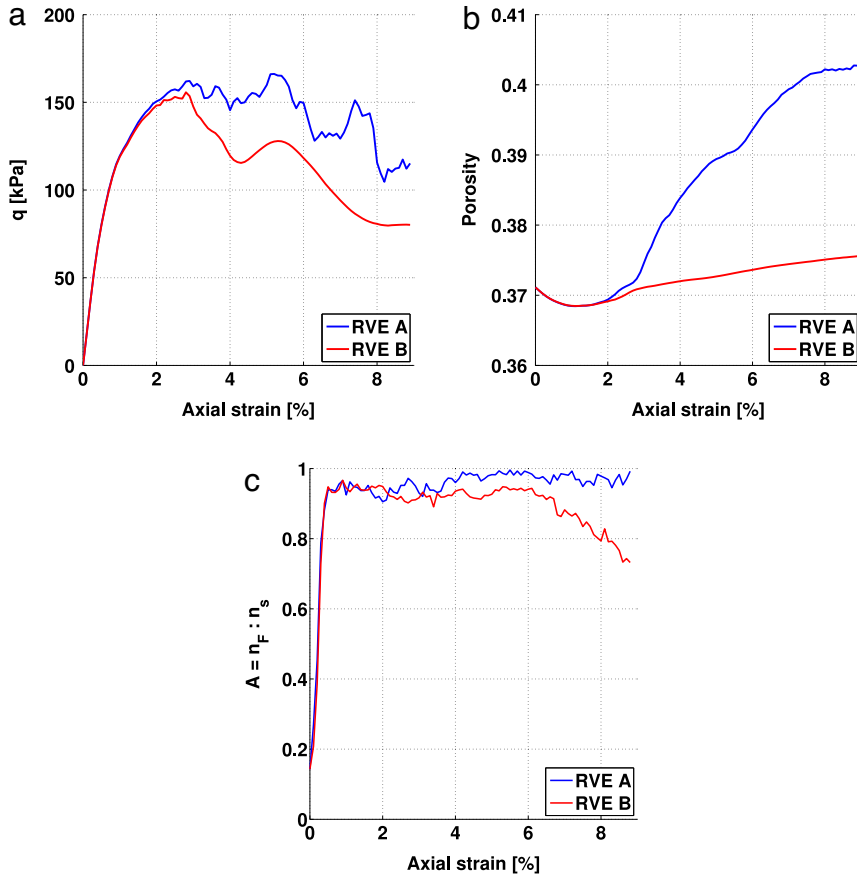 a
q [kPa]
200
150
100
50
0
0 2 4 6 8
Axial strain [%]
RVE A
RVE B
b
Porosity
0.41
0.4
0.39
0.38
0.37
0.36
0 2 4 6 8
Axial strain [%]
RVE A
RVE B
c
A = n_F : n_s
1
0.8
0.6
0.4
0.2
0
0 2 4 6 8
Axial strain [%]
RVE A
RVE B